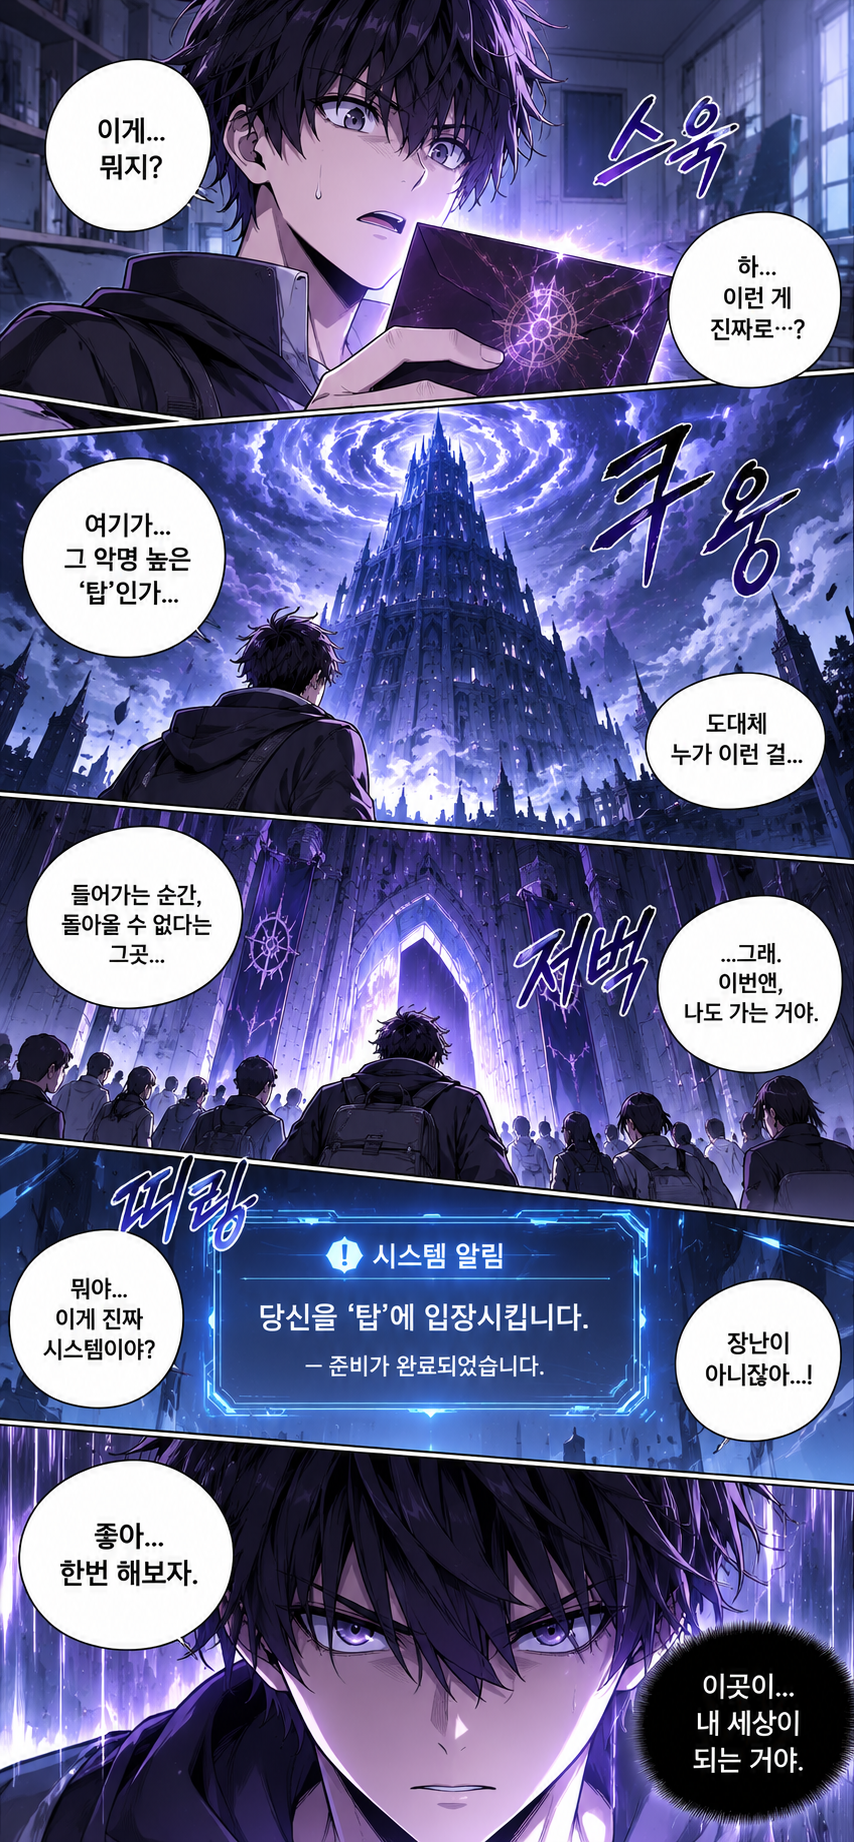 이게...
뭐지?
스윽
하...
이런 게
진짜로...?
여기가...
그 악명 높은
‘탑’인가...
쿠웅
도대체
누가 이런 걸...
들어가는 순간,
돌아올 수 없다는
그곳...
저벅
...그래.
이번앤,
나도 가는 거야.
띠링
시스템 알림
당신을 ‘탑’에 입장시킵니다.
– 준비가 완료되었습니다.
뭐야...
이게 진짜
시스템이야?
장난이
아니잖아...!
좋아...
한번 해보자.
이곳이...
내 세상이
되는 거야.